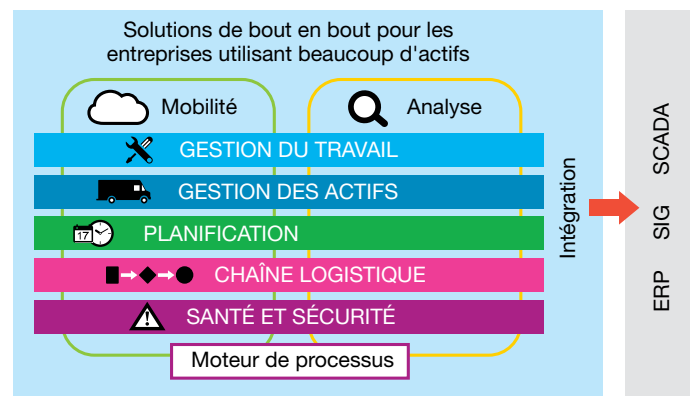 Solutions de bout en bout pour les
entreprises utilisant beaucoup d'actifs
Mobilité
Analyse
GESTION DU TRAVAIL
GESTION DES ACTIFS
17
PLANIFICATION
CHAÎNE LOGISTIQUE
SANTÉ ET SÉCURITÉ
Moteur de processus
Intégration
ERP SIG SCADA